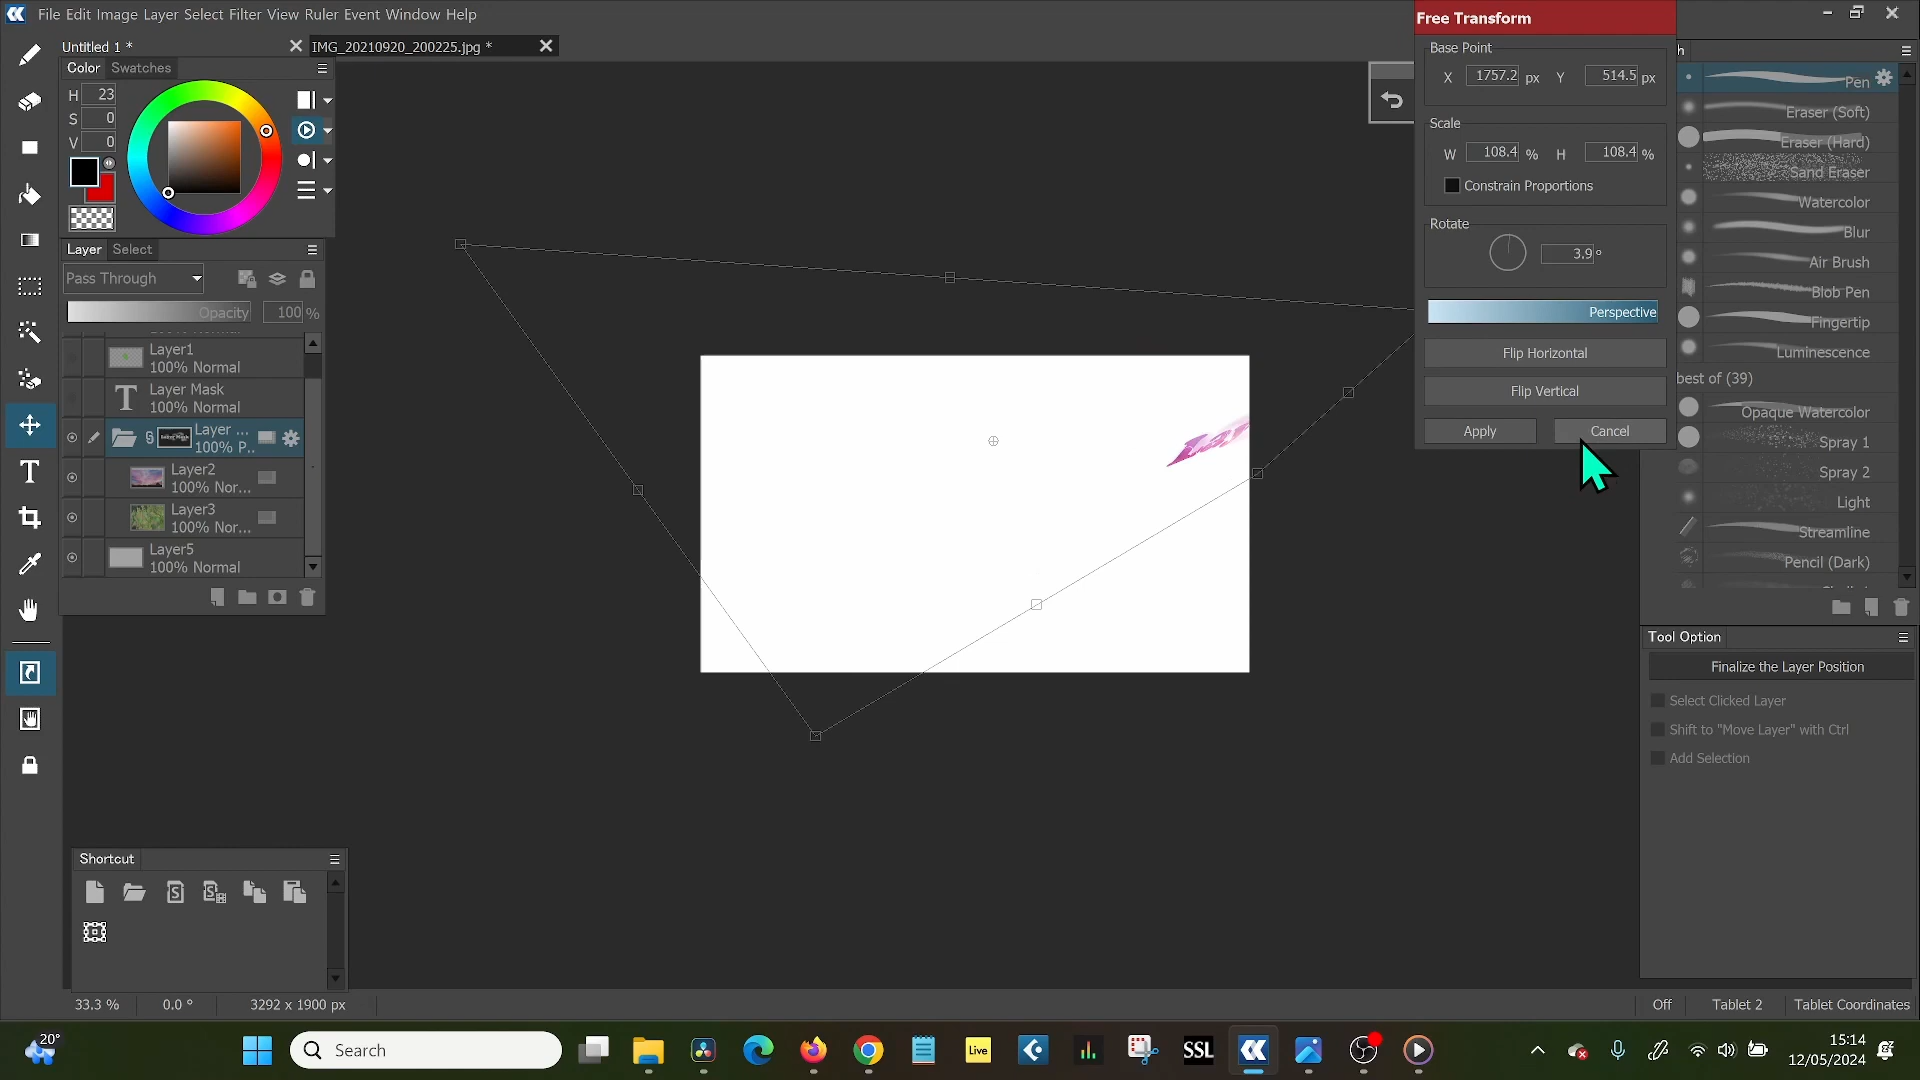 File Edit Image Layer Select Filter View Ruler Event Window Help
Untitled 1 *
IMG_20210920_200225.jpg *
Color Swatches
H 23
S 0
V 0
Layer Select
Pass Through
Opacity 100 %
Layer1
100% Normal
T Layer Mask
100% Normal
Layer ...
100% P..
Layer2
100% Nor...
Layer3
100% Nor...
Layer5
100% Normal
Shortcut
33.3 % 0.0 ° 3292 x 1900 px
Free Transform
Base Point
X 1757.2 px Y 514.5 px
Scale
W 108.4 % H 108.4 %
Constrain Proportions
Rotate
3.9°
Perspective
Flip Horizontal
Flip Vertical
Apply Cancel
Pen
Eraser (Soft)
Eraser (Hard)
Sand Eraser
Watercolor
Blur
Air Brush
Blob Pen
Fingertip
Luminescence
best of (39)
Opaque Watercolor
Spray 1
Spray 2
Light
Streamline
Pencil (Dark)
Tool Option
Finalize the Layer Position
Select Clicked Layer
Shift to "Move Layer" with Ctrl
Add Selection
Off Tablet 2 Tablet Coordinates
20°
Search
Live
SSL
15:14
12/05/2024